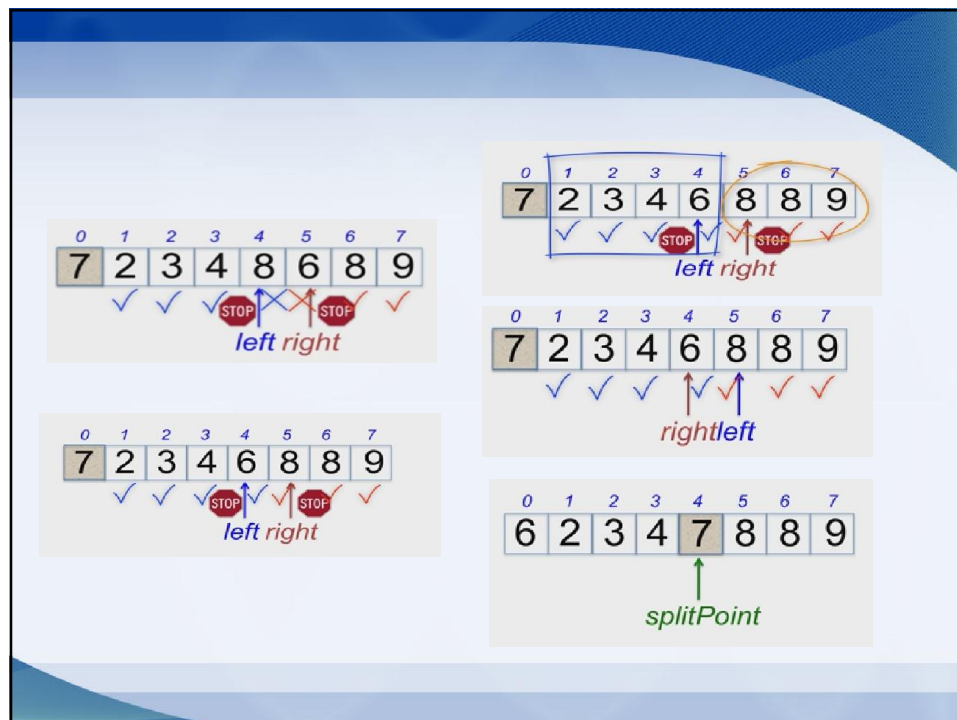 0 1 2 3 4 5 6 7
7 2 3 4 8 6 8 9
STOP STOP
left right
0 1 2 3 4 5 6 7
7 2 3 4 6 8 8 9
STOP STOP
left right
0 1 2 3 4 5 6 7
7 2 3 4 6 8 8 9
STOP STOP
left right
0 1 2 3 4 5 6 7
7 2 3 4 6 8 8 9
rightleft
0 1 2 3 4 5 6 7
6 2 3 4 7 8 8 9
splitPoint